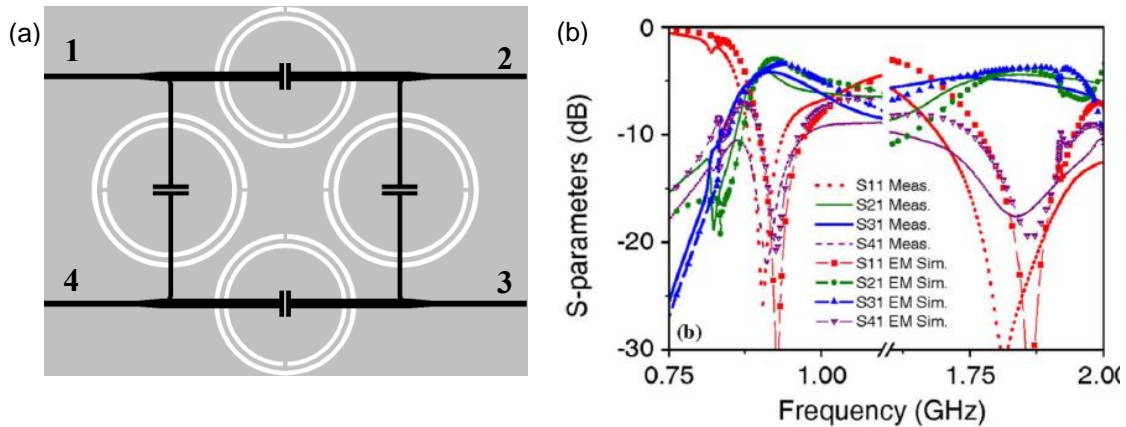 (a)
1
2
4
3
(b)
S-parameters (dB)
0
-10
-20
-30
S11 Meas.
S21 Meas.
S31 Meas.
S41 Meas.
S11 EM Sim.
S21 EM Sim.
S31 EM Sim.
S41 EM Sim.
(b)
0.75 1.00 1.75 2.00
Frequency (GHz)